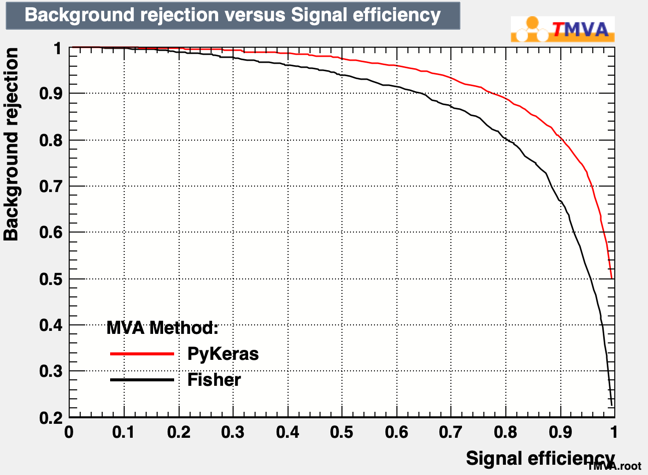 Background rejection versus Signal efficiency
TMVA
Background rejection
1
0.9
0.8
0.7
0.6
0.5
0.4
0.3
0.2
MVA Method:
PyKeras
Fisher
0 0.1 0.2 0.3 0.4 0.5 0.6 0.7 0.8 0.9 1
Signal efficiency
TMVA.root